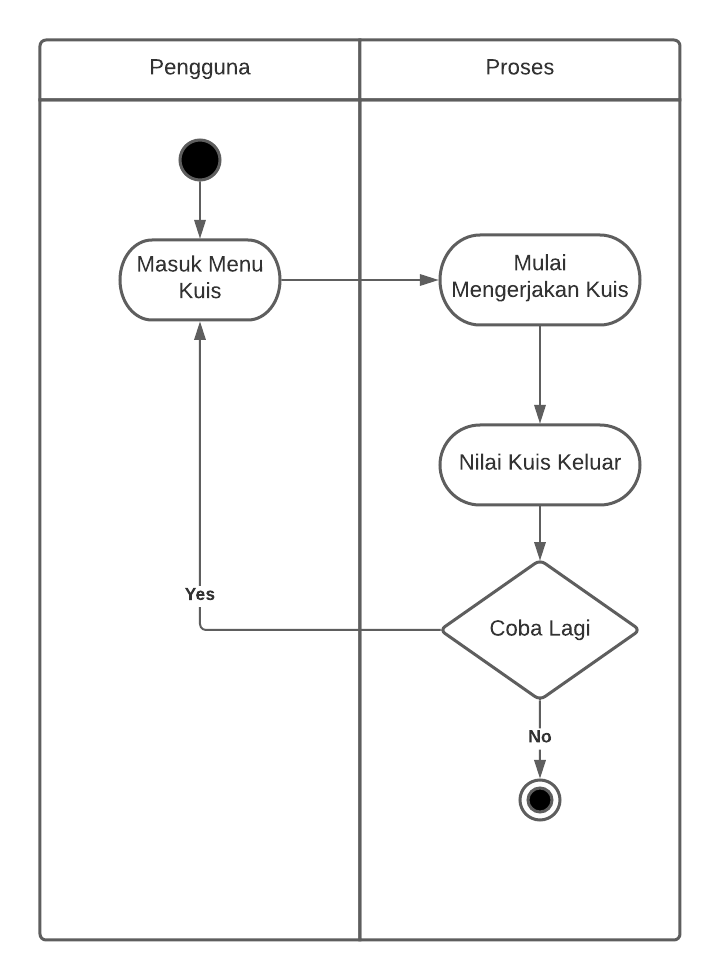 Pengguna
Proses
Masuk Menu
Kuis
Mulai
Mengerjakan Kuis
Nilai Kuis Keluar
Yes
Coba Lagi
No